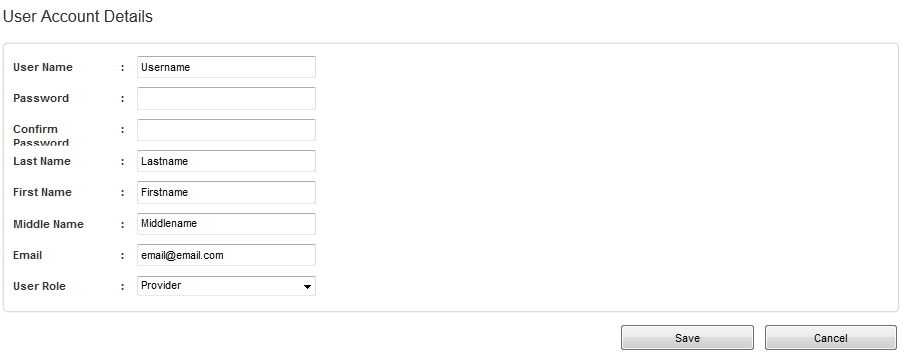 User Account Details
User Name : Username
Password :
Confirm :
Password
Last Name : Lastname
First Name : Firstname
Middle Name : Middlename
Email : email@email.com
User Role : Provider
Save Cancel